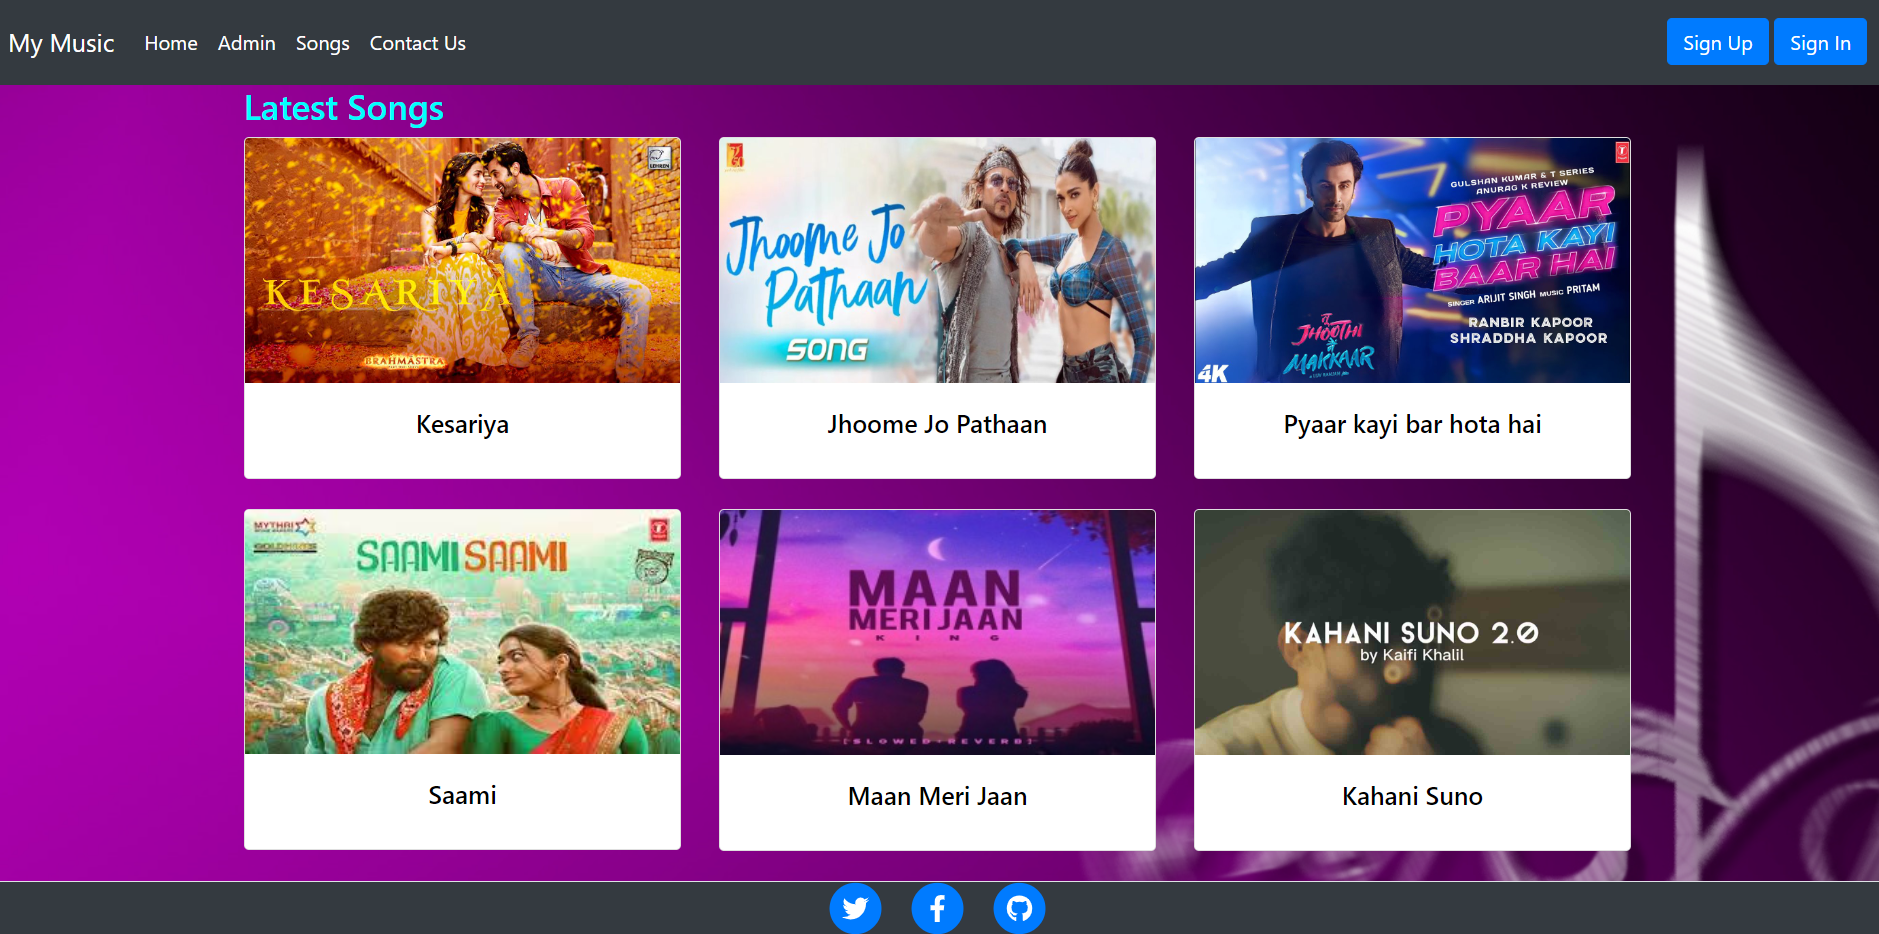 My Music
Home Admin Songs Contact Us
Sign Up Sign In
Latest Songs
LEHREN
KESARIYA
BRAHMASTRA
Jhoome Jo
Pathaan
SONG
T
GULSHAN KUMAR & T SERIES
ANURAG K REVIEW
PYAAR
HOTA KAYI
BAAR HAI
SINGER ARIJIT SINGH MUSIC PRITAM
RANBIR KAPOOR
SHRADDHA KAPOOR
तू
JHOOTHI
मैं
MAKKAAR
4K
Kesariya
Jhoome Jo Pathaan
Pyaar kayi bar hota hai
MYTHRI
GOLDMINES
SAAMI SAAMI
T
MAAN
MERI JAAN
KING
[SLOWED+REVERB]
KAHANI SUNO 2.0
by Kaifi Khalil
Saami
Maan Meri Jaan
Kahani Suno